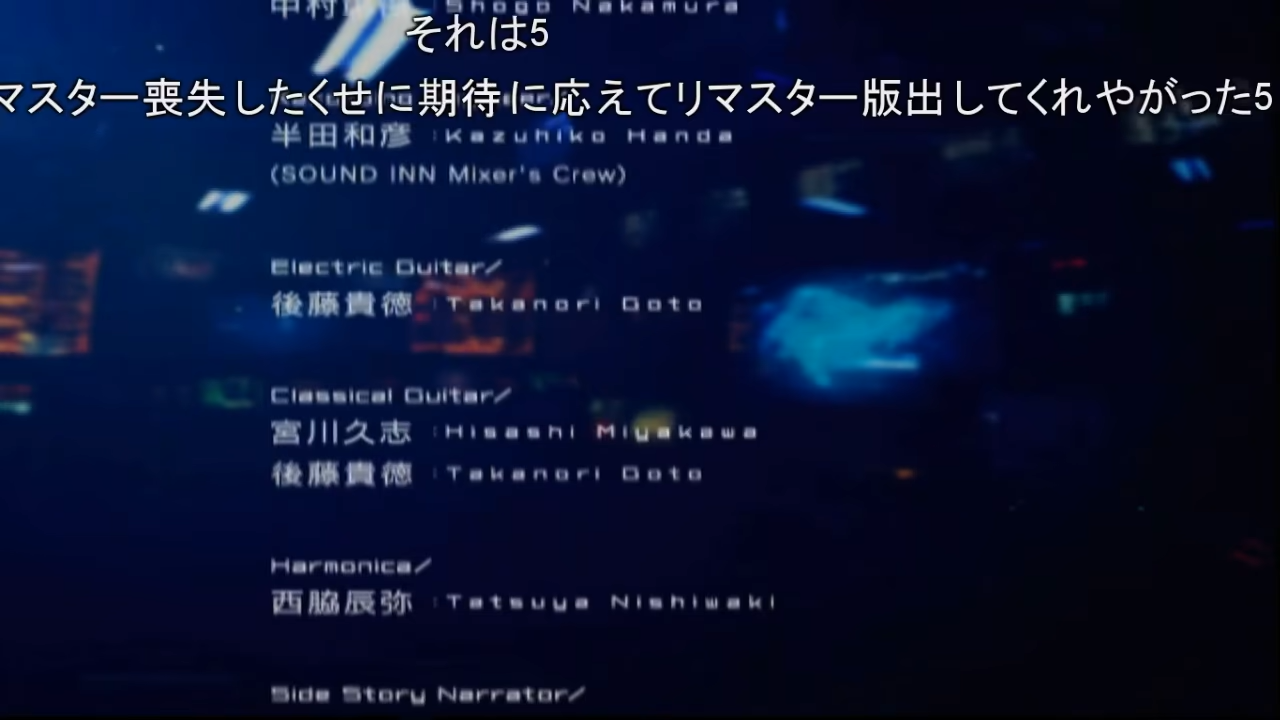 Shogo Nakamura
それは5
マスター喪失したくせに期待に応えてリマスター版出してくれやがった5
半田和彦 : Kazuhiko Handa
(SOUND INN Mixer's Crew)
Electric Guitar/
後藤貴徳 : Takanori Goto
Classical Guitar/
宮川久志 : Hisashi Miyakawa
後藤貴徳 : Takanori Goto
Harmonica/
西脇辰弥 : Tatsuya Nishiwaki
Side Story Narrator/